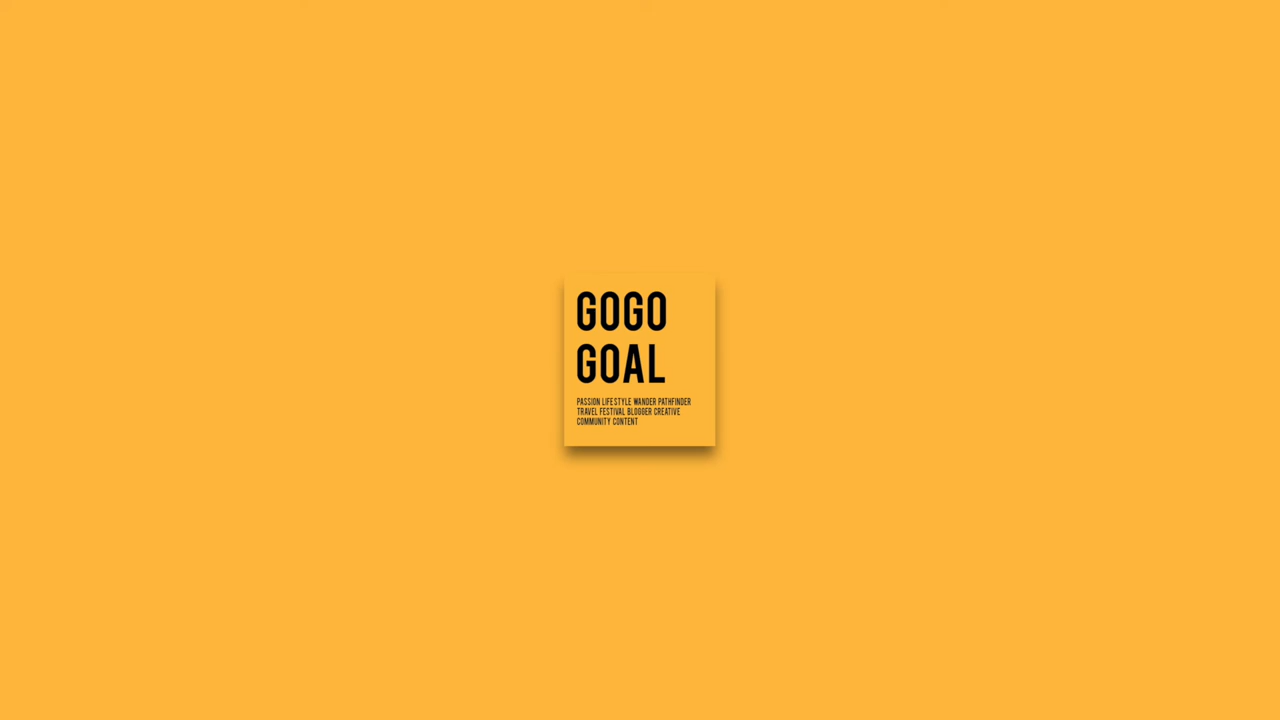 GOGO
GOAL
PASSION LIFESTYLE WANDER PATHFINDER
TRAVEL FESTIVAL BLOGGER CREATIVE
COMMUNITY CONTENT